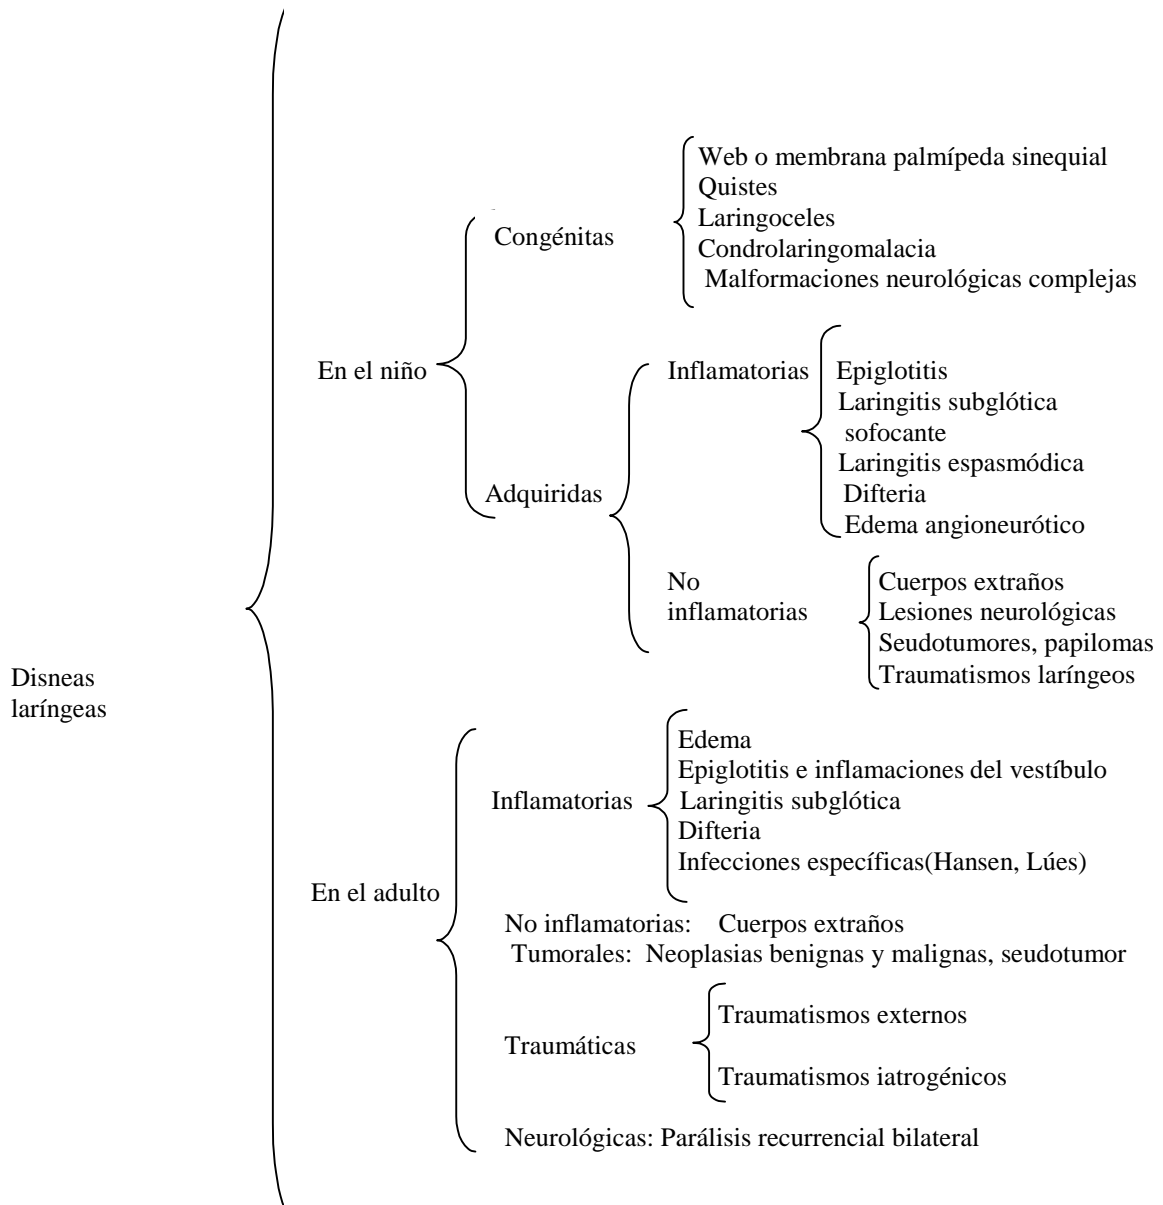 Disneas
laríngeas
En el niño
Congénitas
Web o membrana palmípeda sinequial
Quistes
Laringoceles
Condrolaringomalacia
Malformaciones neurológicas complejas
Adquiridas
Inflamatorias
Epiglotitis
Laringitis subglótica
sofocante
Laringitis espasmódica
Difteria
Edema angioneurótico
No
inflamatorias
Cuerpos extraños
Lesiones neurológicas
Seudotumores, papilomas
Traumatismos laríngeos
En el adulto
Inflamatorias
Edema
Epiglotitis e inflamaciones del vestíbulo
Laringitis subglótica
Difteria
Infecciones específicas(Hansen, Lúes)
No inflamatorias: Cuerpos extraños
Tumorales: Neoplasias benignas y malignas, seudotumor
Traumáticas
Traumatismos externos
Traumatismos iatrogénicos
Neurológicas: Parálisis recurrencial bilateral